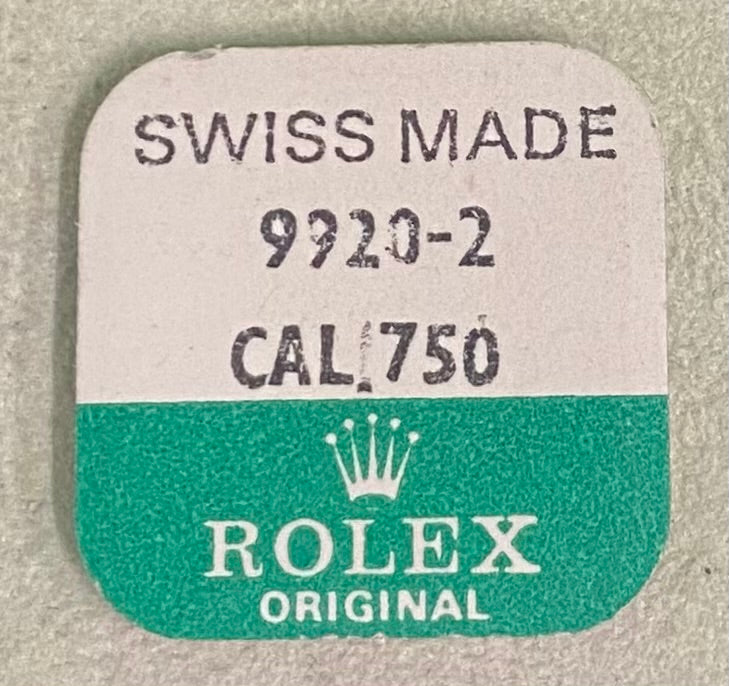 SWISS MADE
9920-2
CAL.750
ROLEX
ORIGINAL